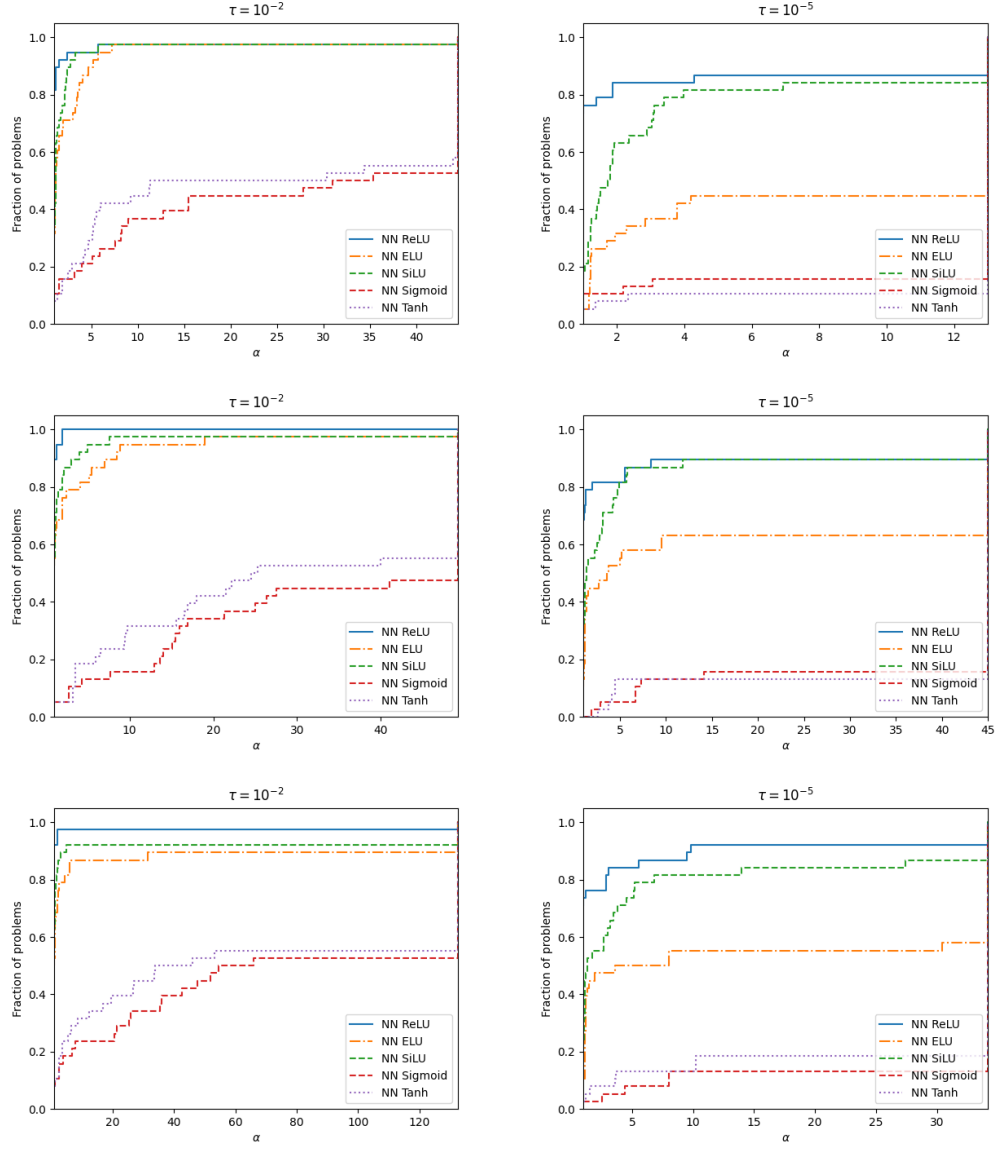 τ = 10⁻²
1.0
0.8
0.6
0.4
0.2
0.0
Fraction of problems
5 10 15 20 25 30 35 40
α
NN ReLU
NN ELU
NN SiLU
NN Sigmoid
NN Tanh
τ = 10⁻⁵
1.0
0.8
0.6
0.4
0.2
0.0
Fraction of problems
2 4 6 8 10 12
α
NN ReLU
NN ELU
NN SiLU
NN Sigmoid
NN Tanh
τ = 10⁻²
1.0
0.8
0.6
0.4
0.2
0.0
Fraction of problems
10 20 30 40
α
NN ReLU
NN ELU
NN SiLU
NN Sigmoid
NN Tanh
τ = 10⁻⁵
1.0
0.8
0.6
0.4
0.2
0.0
Fraction of problems
5 10 15 20 25 30 35 40 45
α
NN ReLU
NN ELU
NN SiLU
NN Sigmoid
NN Tanh
τ = 10⁻²
1.0
0.8
0.6
0.4
0.2
0.0
Fraction of problems
20 40 60 80 100 120
α
NN ReLU
NN ELU
NN SiLU
NN Sigmoid
NN Tanh
τ = 10⁻⁵
1.0
0.8
0.6
0.4
0.2
0.0
Fraction of problems
5 10 15 20 25 30
α
NN ReLU
NN ELU
NN SiLU
NN Sigmoid
NN Tanh